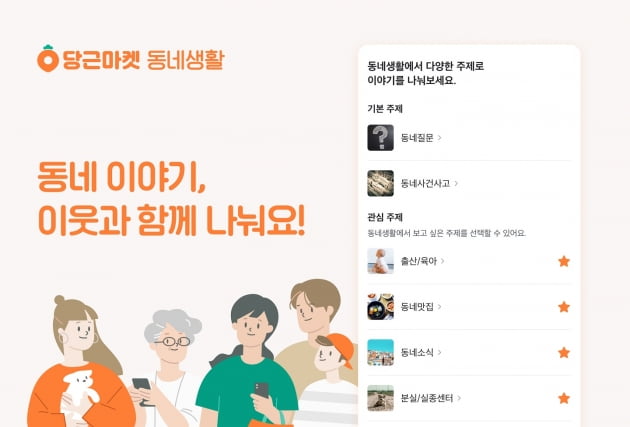 당근마켓 동네생활
동네 이야기,
이웃과 함께 나눠요!
동네생활에서 다양한 주제로
이야기를 나눠보세요.
기본 주제
동네질문
동네사건사고
관심 주제
동네생활에서 보고 싶은 주제를 선택할 수 있어요.
출산/육아
동네맛집
동네소식
분실/실종센터